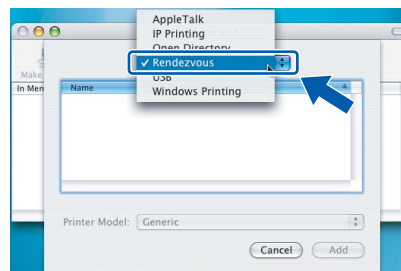 AppleTalk
IP Printing
Open Directory
✓ Rendezvous
USB
Windows Printing
Make
In Men
Name
Printer Model: Generic
Cancel Add